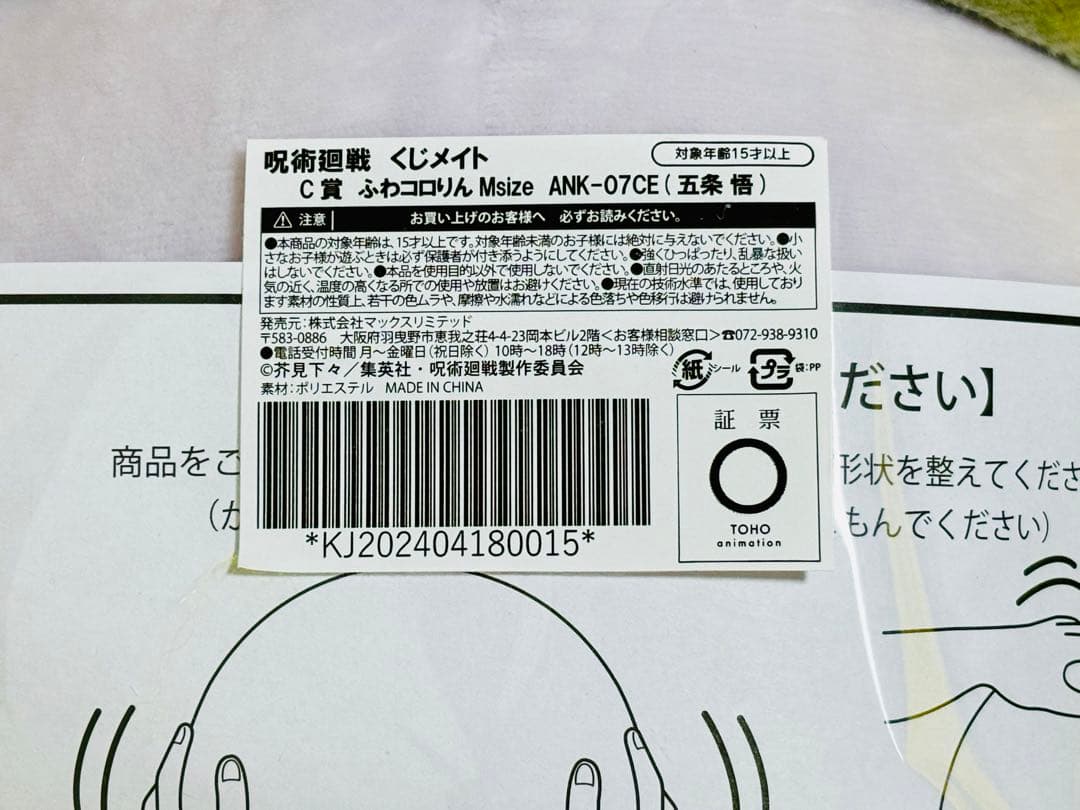 呪術廻戦 くじメイト
対象年齢15才以上
C賞 ふわコロりん Msize ANK-07CE(五条 悟)
⚠注意 お買い上げのお客様へ 必ずお読みください。
●本商品の対象年齢は、15才以上です。対象年齢未満のお子様には絶対に与えないでください。●小
さなお子様が遊ぶときは必ず保護者が付き添うようにしてください。●強くひっぱったり、乱暴な扱い
はしないでください。●本品を使用目的以外で使用しないでください。●直射日光のあたるところや、火
気の近く、温度の高くなる所での使用や放置はお避けください。●現在の技術水準では、使用しており
ます素材の性質上、若干の色ムラや、摩擦や水濡れなどによる色落ちや色移行は避けられません。
発売元:株式会社マックスリミテッド
〒583-0886 大阪府羽曳野市恵我之荘4-4-23岡本ビル2階<お客様相談窓口>☎072-938-9310
●電話受付時間 月〜金曜日(祝日除く) 10時〜18時(12時〜13時除く)
©芥見下々/集英社・呪術廻戦製作委員会
素材:ポリエステル MADE IN CHINA
紙 シール プラ 袋:PP
*KJ202404180015*
証票
TOHO
animation
ださい】
商品をこ
形状を整えてくださ
(か
もんでください)